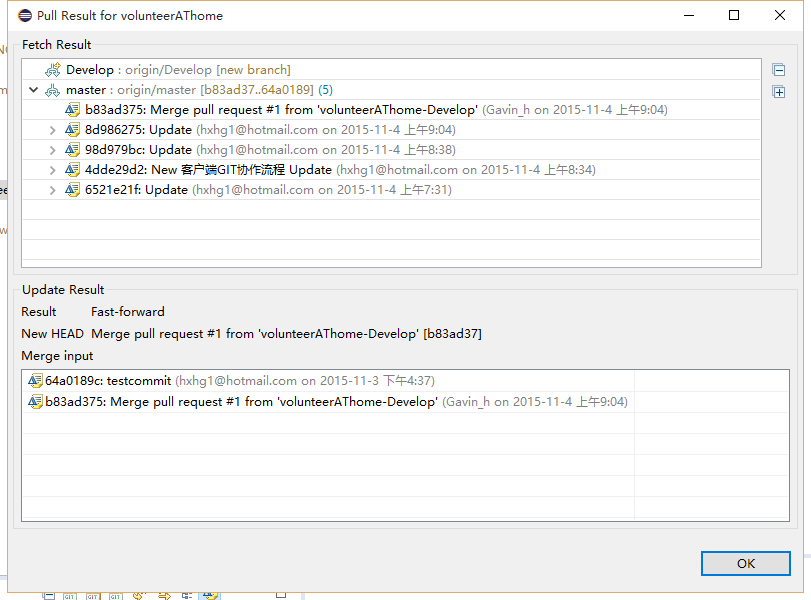 Pull Result for volunteerAThome
Fetch Result
Develop : origin/Develop [new branch]
master : origin/master [b83ad37..64a0189] (5)
b83ad375: Merge pull request #1 from 'volunteerAThome-Develop' (Gavin_h on 2015-11-4 上午9:04)
8d986275: Update (hxhg1@hotmail.com on 2015-11-4 上午9:04)
98d979bc: Update (hxhg1@hotmail.com on 2015-11-4 上午8:38)
4dde29d2: New 客户端GIT协作流程 Update (hxhg1@hotmail.com on 2015-11-4 上午8:34)
6521e21f: Update (hxhg1@hotmail.com on 2015-11-4 上午7:31)
Update Result
Result Fast-forward
New HEAD Merge pull request #1 from 'volunteerAThome-Develop' [b83ad37]
Merge input
64a0189c: testcommit (hxhg1@hotmail.com on 2015-11-3 下午4:37)
b83ad375: Merge pull request #1 from 'volunteerAThome-Develop' (Gavin_h on 2015-11-4 上午9:04)
OK